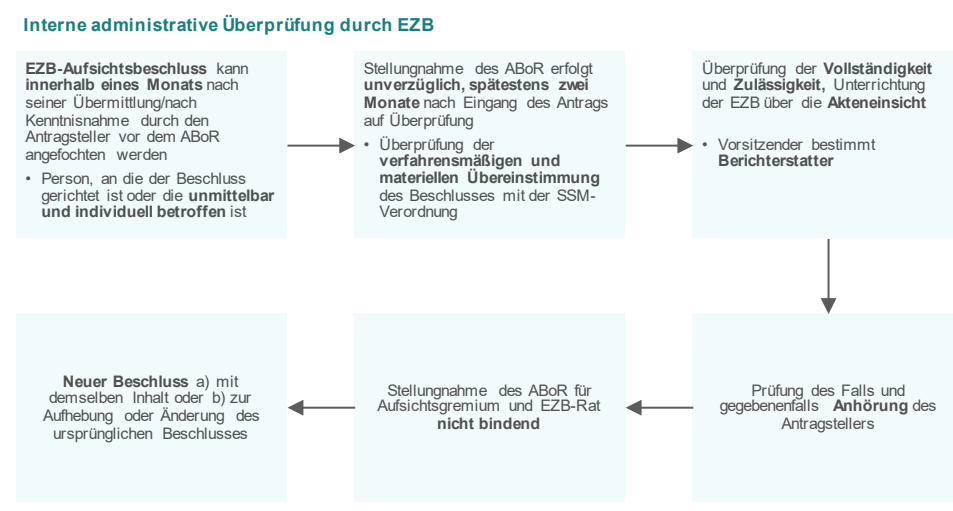 Interne administrative Überprüfung durch EZB
EZB-Aufsichtsbeschluss kann
innerhalb eines Monats nach
seiner Übermittlung/nach
Kenntnisnahme durch den
Antragsteller vor dem ABoR
angefochten werden
• Person, an die der Beschluss
gerichtet ist oder die unmittelbar
und individuell betroffen ist
Stellungnahme des ABoR erfolgt
unverzüglich, spätestens zwei
Monate nach Eingang des Antrags
auf Überprüfung
• Überprüfung der
verfahrensmäßigen und
materiellen Übereinstimmung
des Beschlusses mit der SSM-
Verordnung
Überprüfung der Vollständigkeit
und Zulässigkeit, Unterrichtung
der EZB über die Akteneinsicht
• Vorsitzender bestimmt
Berichterstatter
Neuer Beschluss a) mit
demselben Inhalt oder b) zur
Aufhebung oder Änderung des
ursprünglichen Beschlusses
Stellungnahme des ABoR für
Aufsichtsgremium und EZB-Rat
nicht bindend
Prüfung des Falls und
gegebenenfalls Anhörung des
Antragstellers